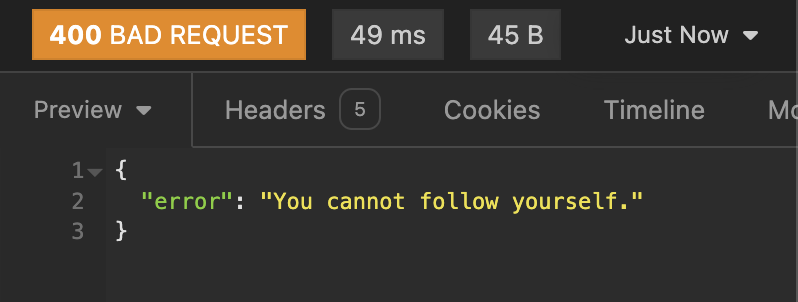 400 BAD REQUEST 49 ms 45 B Just Now
Preview Headers 5 Cookies Timeline Mo
1 {
2 "error": "You cannot follow yourself."
3 }